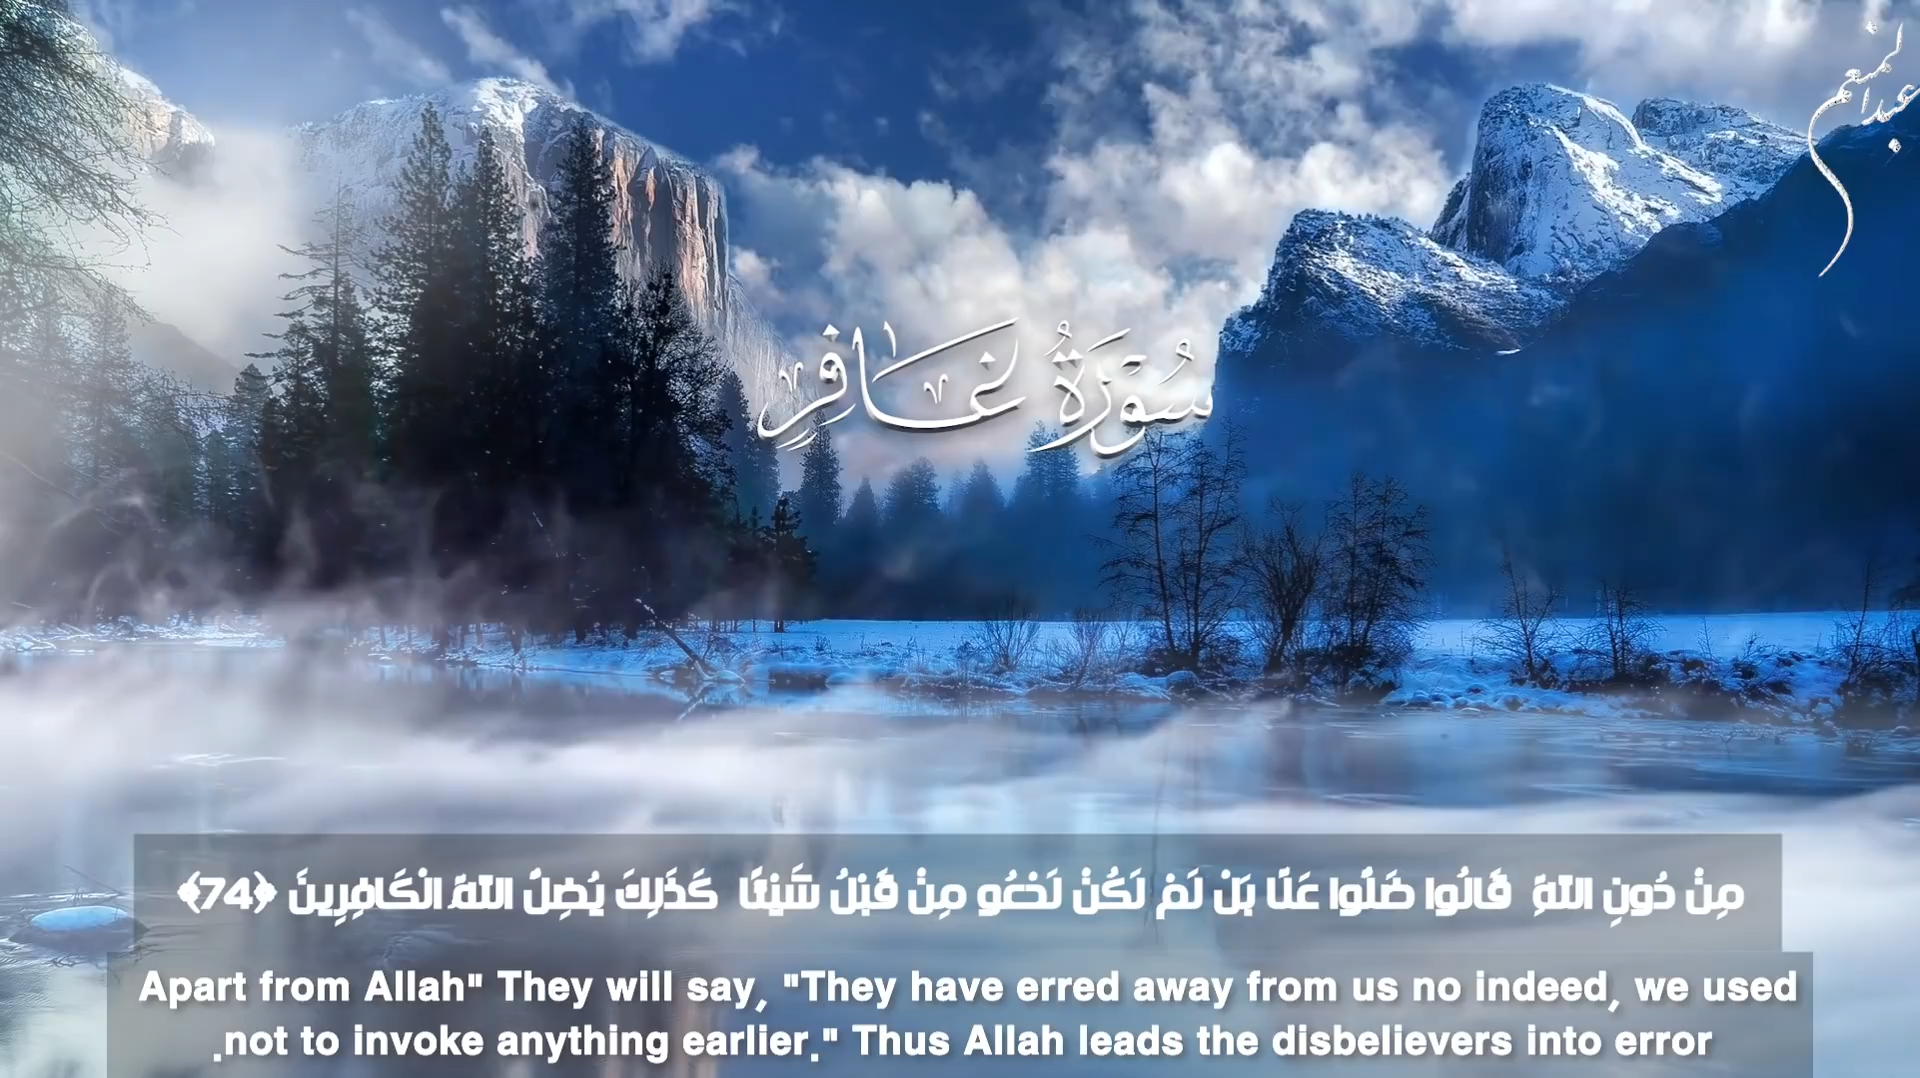 عبدالمنعم
سُورَةُ غَافِرٍ
مِنْ دُونِ اللَّهِ قَالُوا ضَلُّوا عَنَّا بَلْ لَمْ نَكُنْ نَدْعُو مِنْ قَبْلُ شَيْئًا كَذَلِكَ يُضِلُّ اللَّهُ الْكَافِرِينَ ﴿74﴾
Apart from Allah" They will say, "They have erred away from us no indeed, we used
.not to invoke anything earlier." Thus Allah leads the disbelievers into error